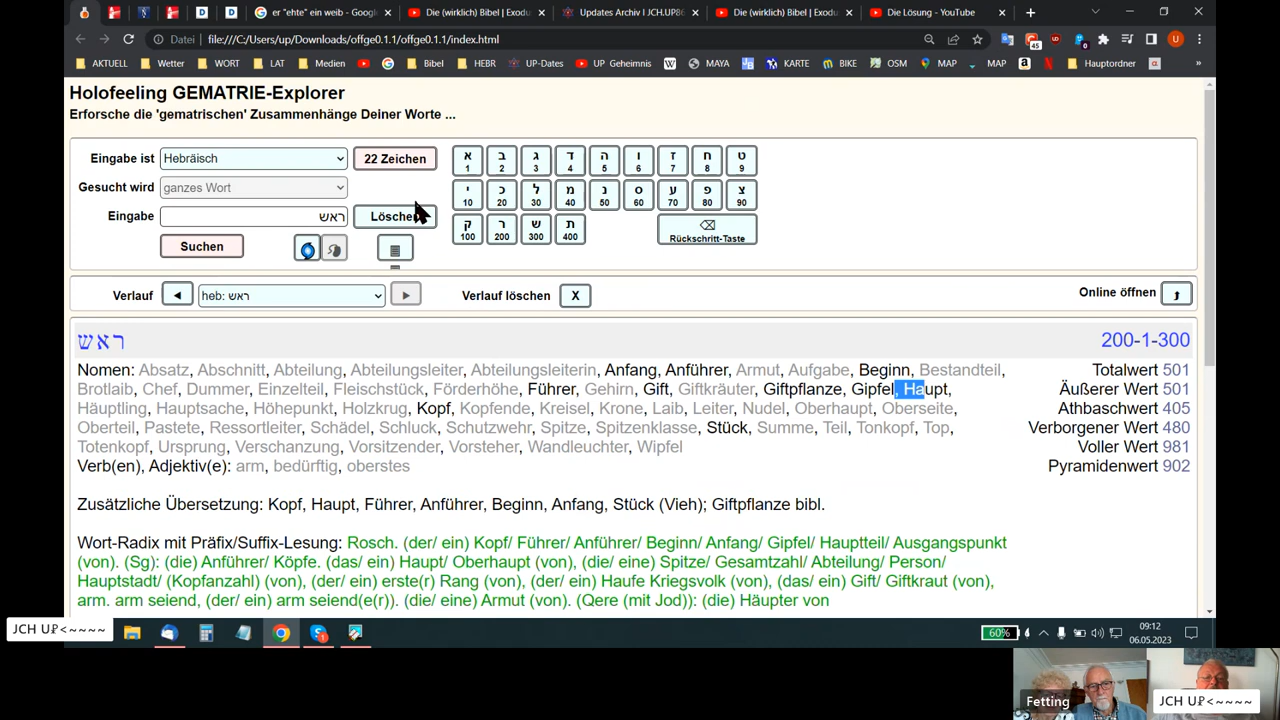 er "ehte" ein weib - Google
Die (wirklich) Bibel | Exodu
Updates Archiv I JCH.UP86
Die (wirklich) Bibel | Exodu
Die Lösung - YouTube
Datei | file:///C:/Users/up/Downloads/offge0.1.1/offge0.1.1/index.html
AKTUELL Wetter WORT LAT Medien Bibel HEBR UP-Dates UP Geheimnis MAYA KARTE BIKE OSM MAP MAP Hauptordner
Holofeeling GEMATRIE-Explorer
Erforsche die 'gematrischen' Zusammenhänge Deiner Worte ...
Eingabe ist Hebräisch 22 Zeichen
Gesucht wird ganzes Wort
Eingabe ראש Löschen
Suchen
א ב ג ד ה ו ז ח ט
1 2 3 4 5 6 7 8 9
י כ ל מ נ ס ע פ צ
10 20 30 40 50 60 70 80 90
ק ר ש ת
100 200 300 400
Rückschritt-Taste
Verlauf heb: ראש Verlauf löschen X Online öffnen
ראש 200-1-300
Nomen: Absatz, Abschnitt, Abteilung, Abteilungsleiter, Abteilungsleiterin, Anfang, Anführer, Armut, Aufgabe, Beginn, Bestandteil,
Brotlaib, Chef, Dummer, Einzelteil, Fleischstück, Förderhöhe, Führer, Gehirn, Gift, Giftkräuter, Giftpflanze, Gipfel, Haupt,
Häuptling, Hauptsache, Höhepunkt, Holzkrug, Kopf, Kopfende, Kreisel, Krone, Laib, Leiter, Nudel, Oberhaupt, Oberseite,
Oberteil, Pastete, Ressortleiter, Schädel, Schluck, Schutzwehr, Spitze, Spitzenklasse, Stück, Summe, Teil, Tonkopf, Top,
Totenkopf, Ursprung, Verschanzung, Vorsitzender, Vorsteher, Wandleuchter, Wipfel
Verb(en), Adjektiv(e): arm, bedürftig, oberstes
Totalwert 501
Äußerer Wert 501
Athbaschwert 405
Verborgener Wert 480
Voller Wert 981
Pyramidenwert 902
Zusätzliche Übersetzung: Kopf, Haupt, Führer, Anführer, Beginn, Anfang, Stück (Vieh); Giftpflanze bibl.
Wort-Radix mit Präfix/Suffix-Lesung: Rosch. (der/ ein) Kopf/ Führer/ Anführer/ Beginn/ Anfang/ Gipfel/ Hauptteil/ Ausgangspunkt
(von). (Sg): (die) Anführer/ Köpfe. (das/ ein) Haupt/ Oberhaupt (von), (die/ eine) Spitze/ Gesamtzahl/ Abteilung/ Person/
Hauptstadt/ (Kopfanzahl) (von), (der/ ein) erste(r) Rang (von), (der/ ein) Haufe Kriegsvolk (von), (das/ ein) Gift/ Giftkraut (von),
arm. arm seiend, (der/ ein) arm seiend(e(r)). (die/ eine) Armut (von). (Qere (mit Jod)): (die) Häupter von
60%
09:12
06.05.2023
Fetting